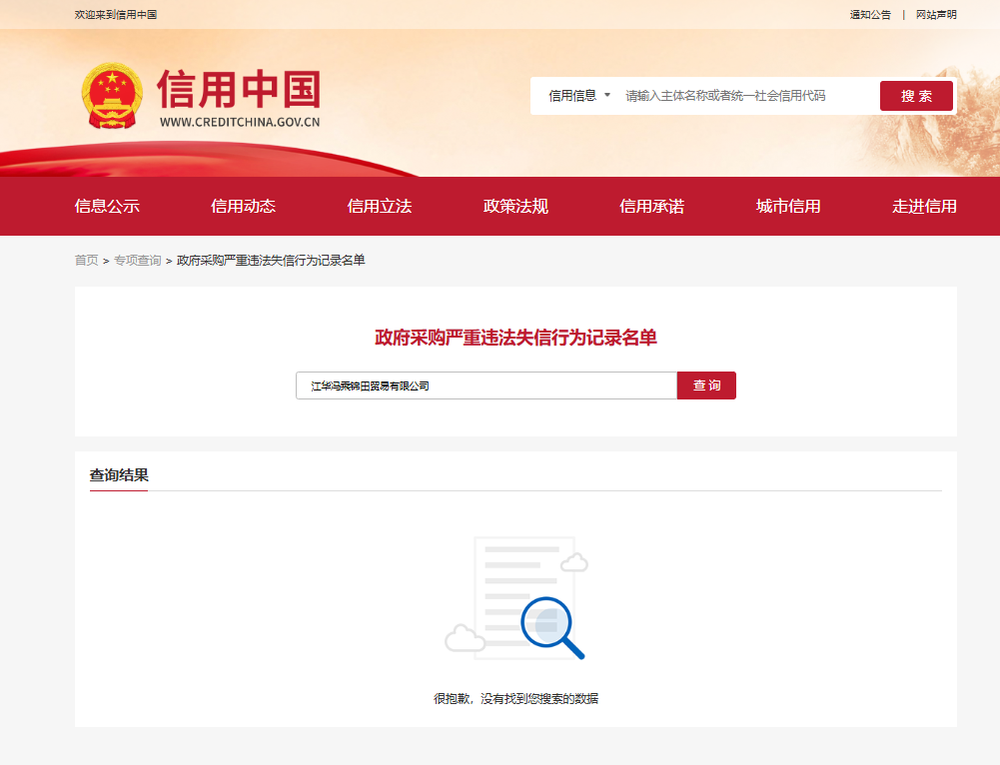 欢迎来到信用中国
通知公告 | 网站声明
信用中国
WWW.CREDITCHINA.GOV.CN
信用信息 请输入主体名称或者统一社会信用代码 搜 索
信息公示 信用动态 信用立法 政策法规 信用承诺 城市信用 走进信用
首页 > 专项查询 > 政府采购严重违法失信行为记录名单
政府采购严重违法失信行为记录名单
江华冯乘锦田贸易有限公司 查 询
查询结果
很抱歉，没有找到您搜索的数据